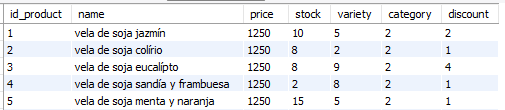 id_product name price stock variety category discount
1 vela de soja jazmín 1250 10 5 2 2
2 vela de soja colírio 1250 8 2 2 1
3 vela de soja eucalípto 1250 8 9 2 4
4 vela de soja sandía y frambuesa 1250 2 8 2 1
5 vela de soja menta y naranja 1250 15 5 2 1